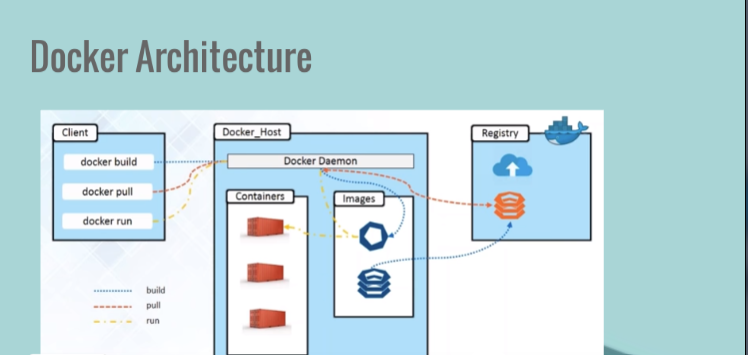 Docker Architecture
Client
docker build
docker pull
docker run
Docker_Host
Docker Daemon
Containers
Images
Registry
build
pull
run